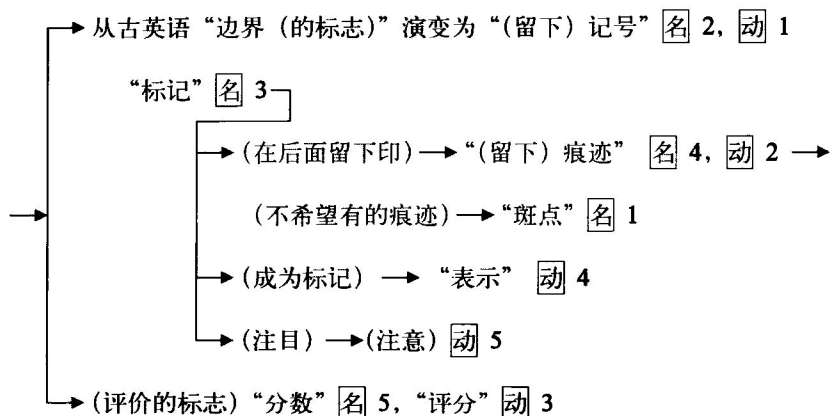 从古英语“边界（的标志）”演变为“(留下）记号” 名 2, 动 1
“标记” 名 3
(在后面留下印) “(留下）痕迹” 名 4, 动 2
(不希望有的痕迹) “斑点” 名 1
(成为标记) “表示” 动 4
(注目) (注意) 动 5
(评价的标志)“分数” 名 5, “评分” 动 3